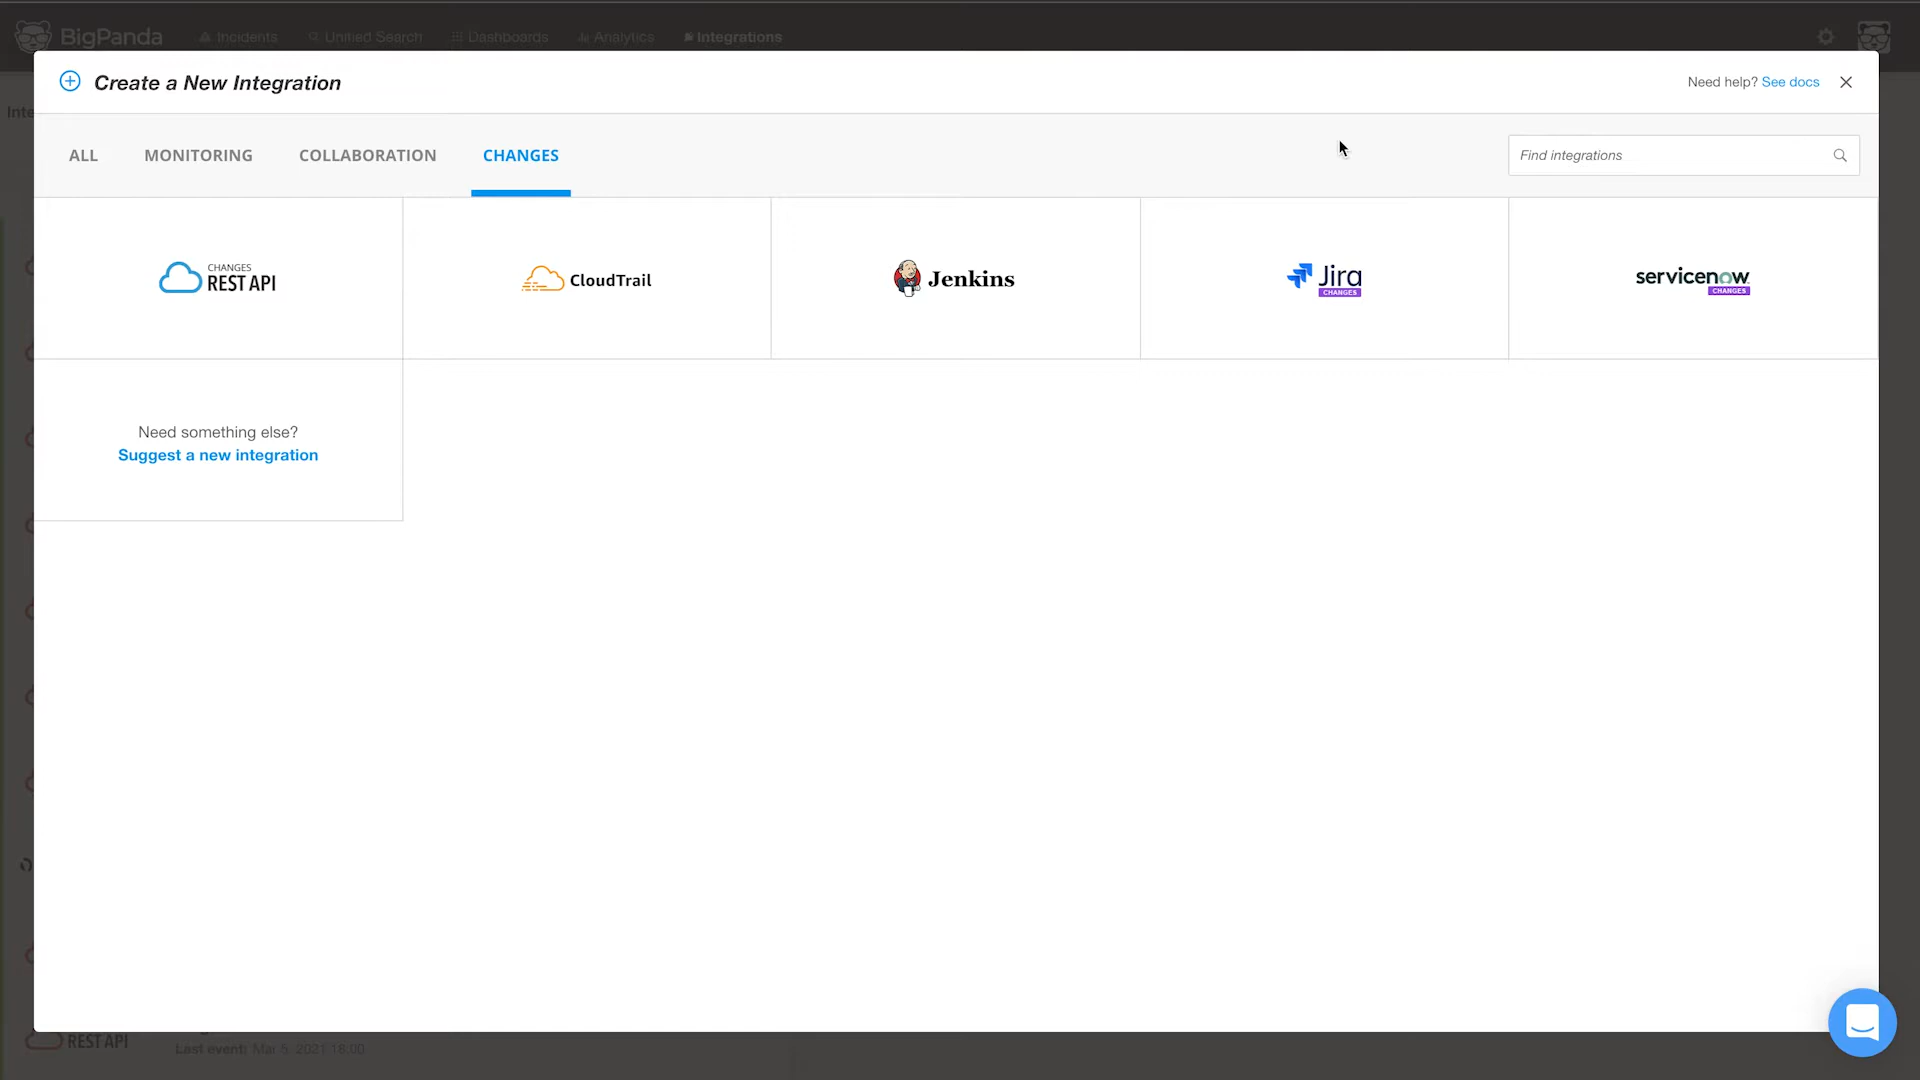 BigPanda Incidents Unified Search Dashboards Analytics Integrations
Create a New Integration
Need help? See docs
Inte
ALL MONITORING COLLABORATION CHANGES
Find integrations
CHANGES
REST API
CloudTrail
Jenkins
Jira
CHANGES
servicenow
CHANGES
Need something else?
Suggest a new integration
REST API
Last event: Mar 5, 2021 18:00